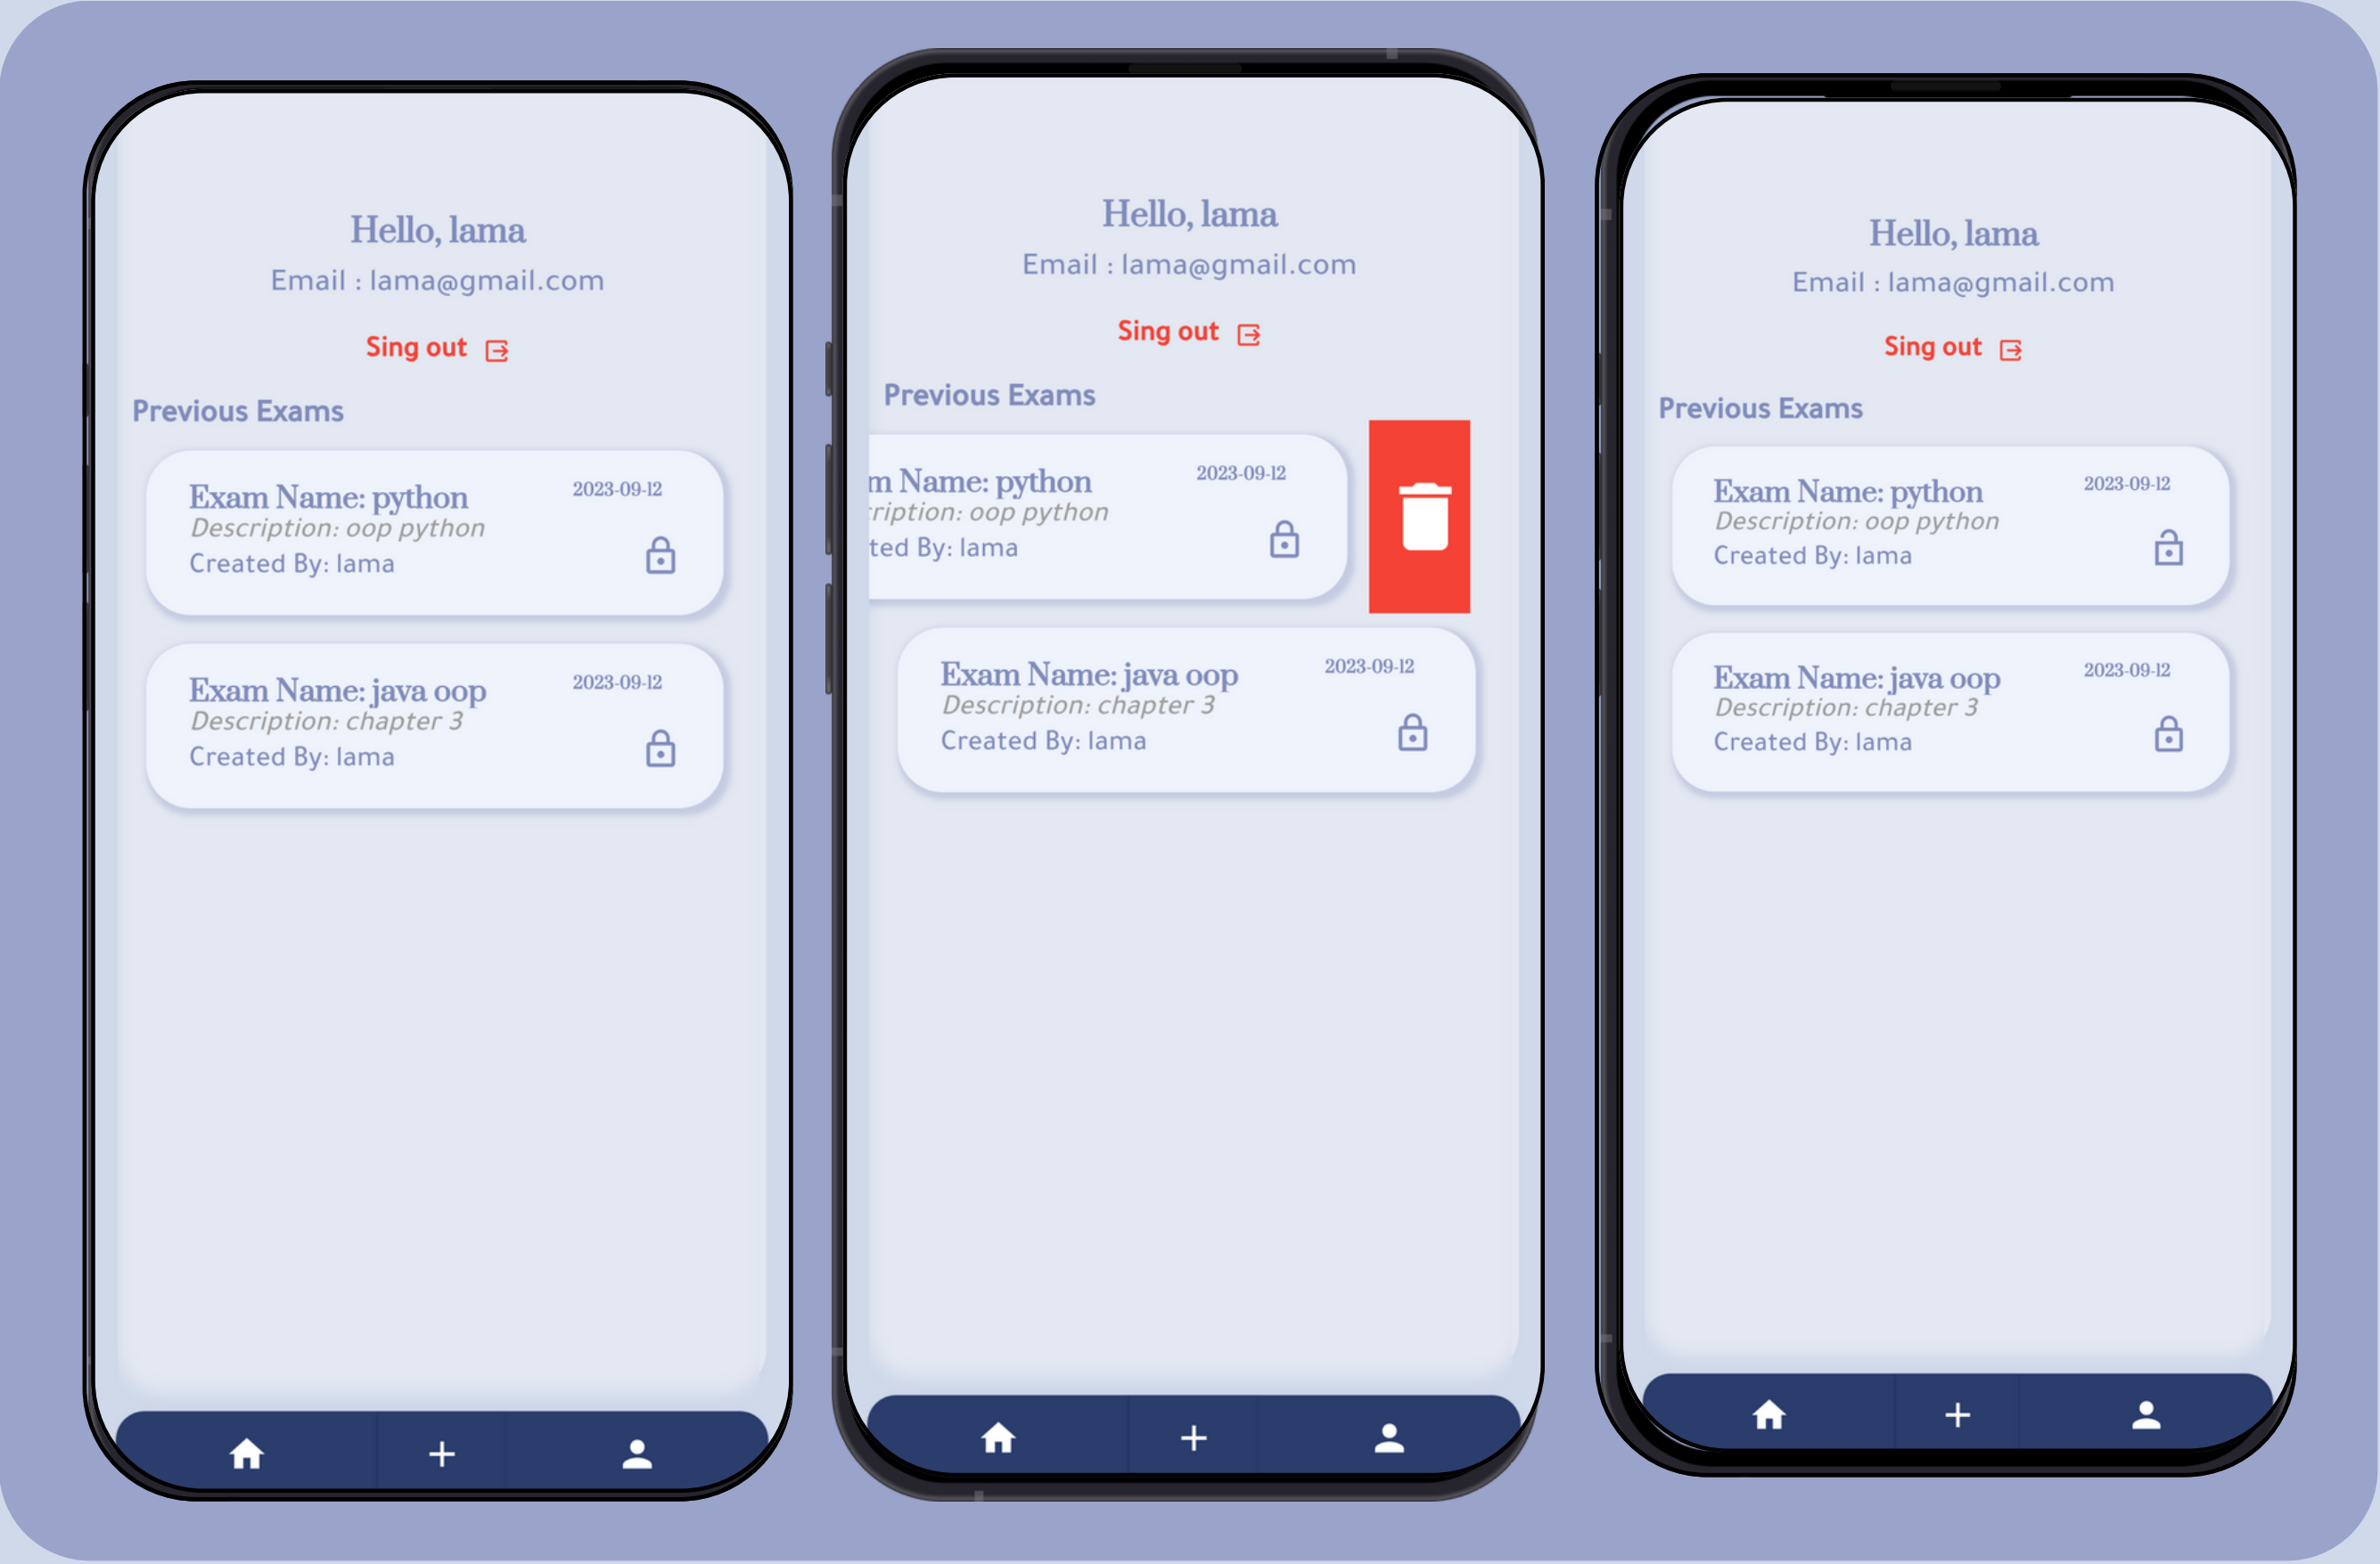 Hello, lama
Email : lama@gmail.com
Sing out
Previous Exams
Exam Name: python
2023-09-12
Description: oop python
Created By: lama
Exam Name: java oop
2023-09-12
Description: chapter 3
Created By: lama
Hello, lama
Email : lama@gmail.com
Sing out
Previous Exams
m Name: python
2023-09-12
ription: oop python
ted By: lama
Exam Name: java oop
2023-09-12
Description: chapter 3
Created By: lama
Hello, lama
Email : lama@gmail.com
Sing out
Previous Exams
Exam Name: python
2023-09-12
Description: oop python
Created By: lama
Exam Name: java oop
2023-09-12
Description: chapter 3
Created By: lama